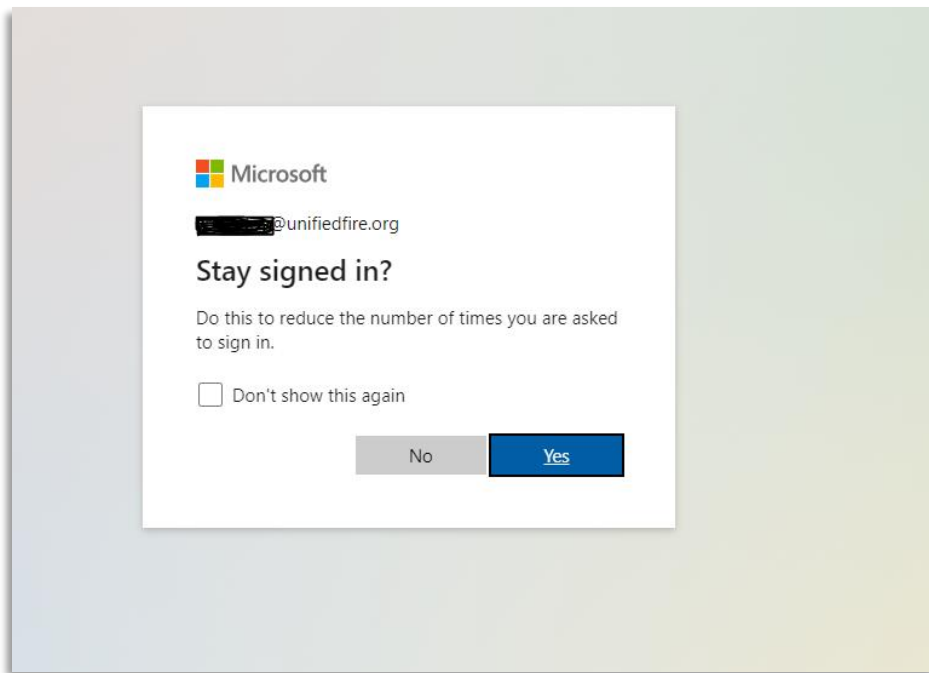 Microsoft
@unifiedfire.org
Stay signed in?
Do this to reduce the number of times you are asked
to sign in.
Don't show this again
No Yes